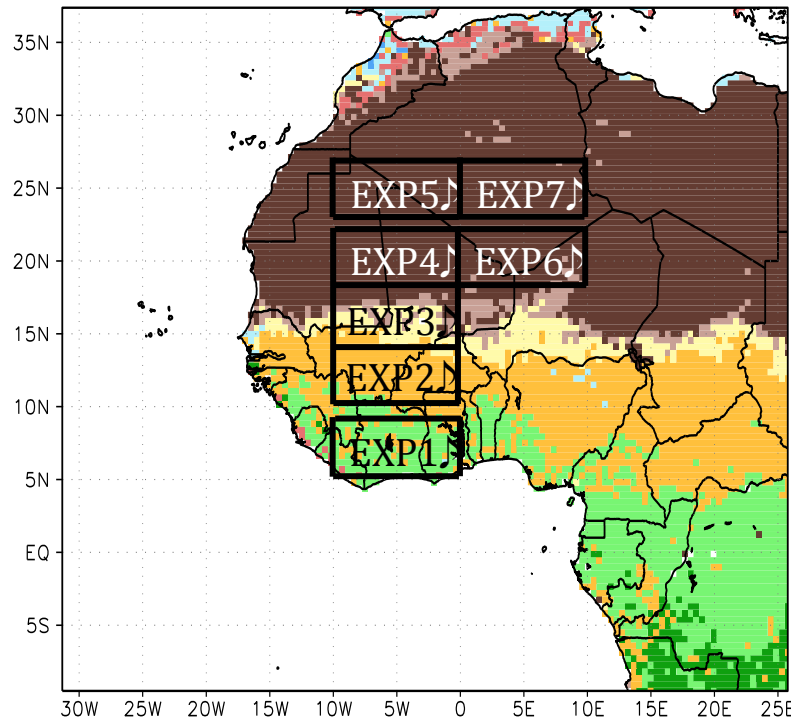 35N
30N
25N
EXP5♪ EXP7♪
20N
EXP4♪ EXP6♪
15N
EXP3♪
EXP2♪
10N
EXP1♪
5N
EQ
5S
30W 25W 20W 15W 10W 5W 0 5E 10E 15E 20E 25E